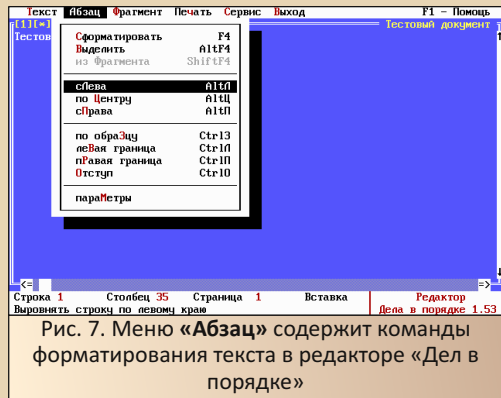 Текст Абзац Фрагмент Печать Сервис Выход F1 - Помощь
[1][*] Тестовый документ
Тестов
Сформатировать F4
Выделить AltF4
из Фрагмента ShiftF4
сЛева AltЛ
по Центру AltЦ
сПрава AltП
по обраЗцу CtrlЗ
леВая граница CtrlЛ
пРавая граница CtrlП
Отступ CtrlО
параМетры
<= =>
Строка 1 Столбец 35 Страница 1 Вставка Редактор
Выровнять строку по левому краю Дела в порядке 1.53
Рис. 7. Меню «Абзац» содержит команды
форматирования текста в редакторе «Дел в
порядке»